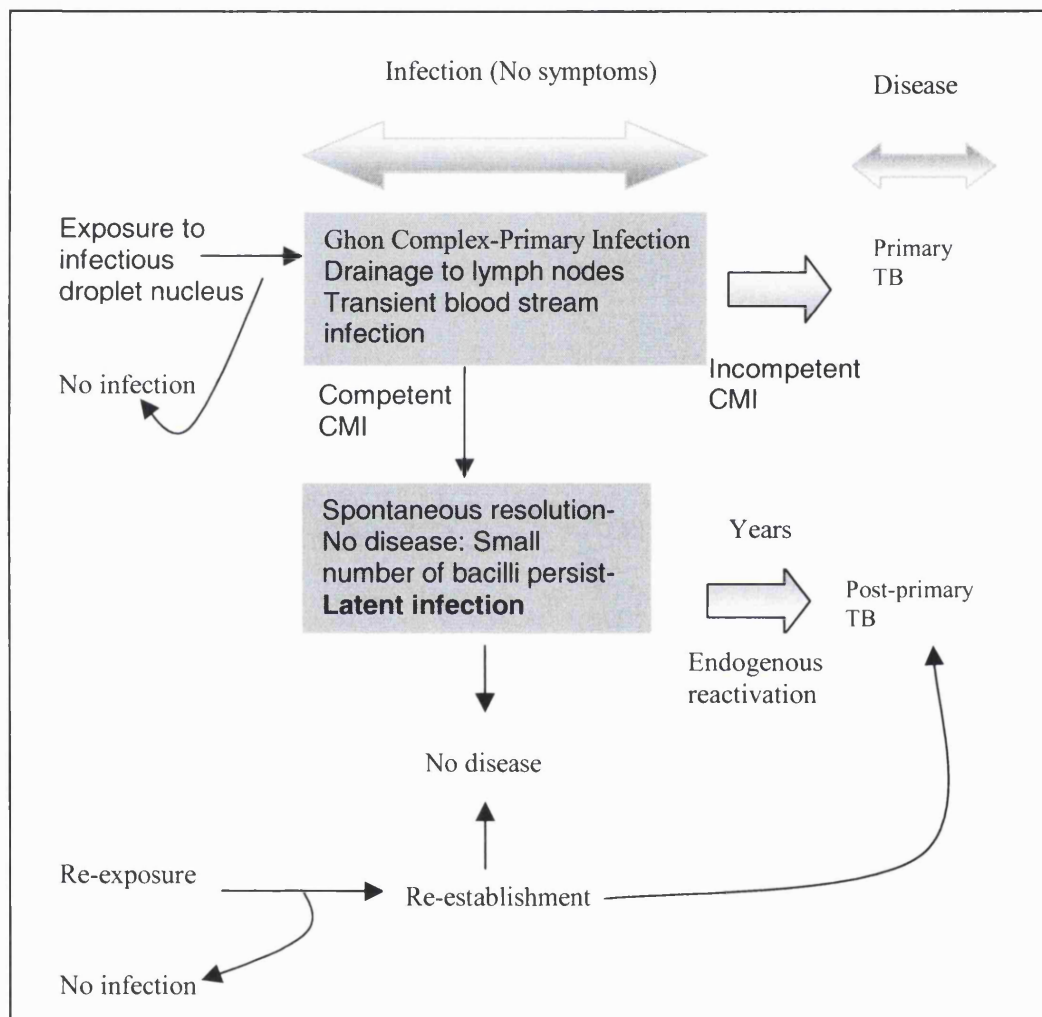 Infection (No symptoms)
Disease
Exposure to
infectious
droplet nucleus
Ghon Complex-Primary Infection
Drainage to lymph nodes
Transient blood stream
infection
Primary
TB
No infection
Competent
CMI
Incompetent
CMI
Spontaneous resolution-
No disease: Small
number of bacilli persist-
Latent infection
Years
Post-primary
TB
Endogenous
reactivation
No disease
Re-exposure
Re-establishment
No infection